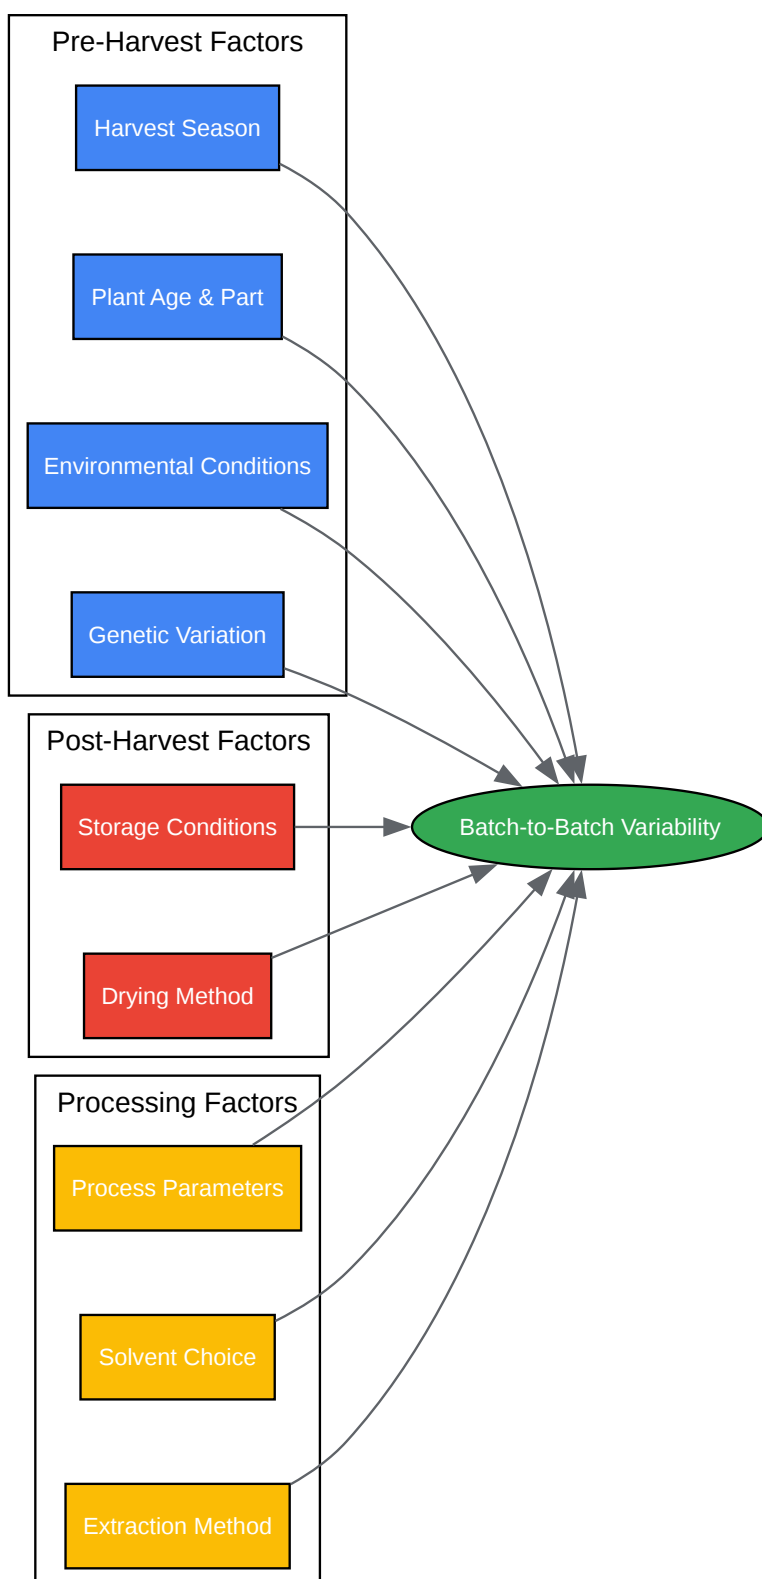 Pre-Harvest Factors
Harvest Season
Plant Age & Part
Environmental Conditions
Genetic Variation
Post-Harvest Factors
Storage Conditions
Batch-to-Batch Variability
Drying Method
Processing Factors
Process Parameters
Solvent Choice
Extraction Method